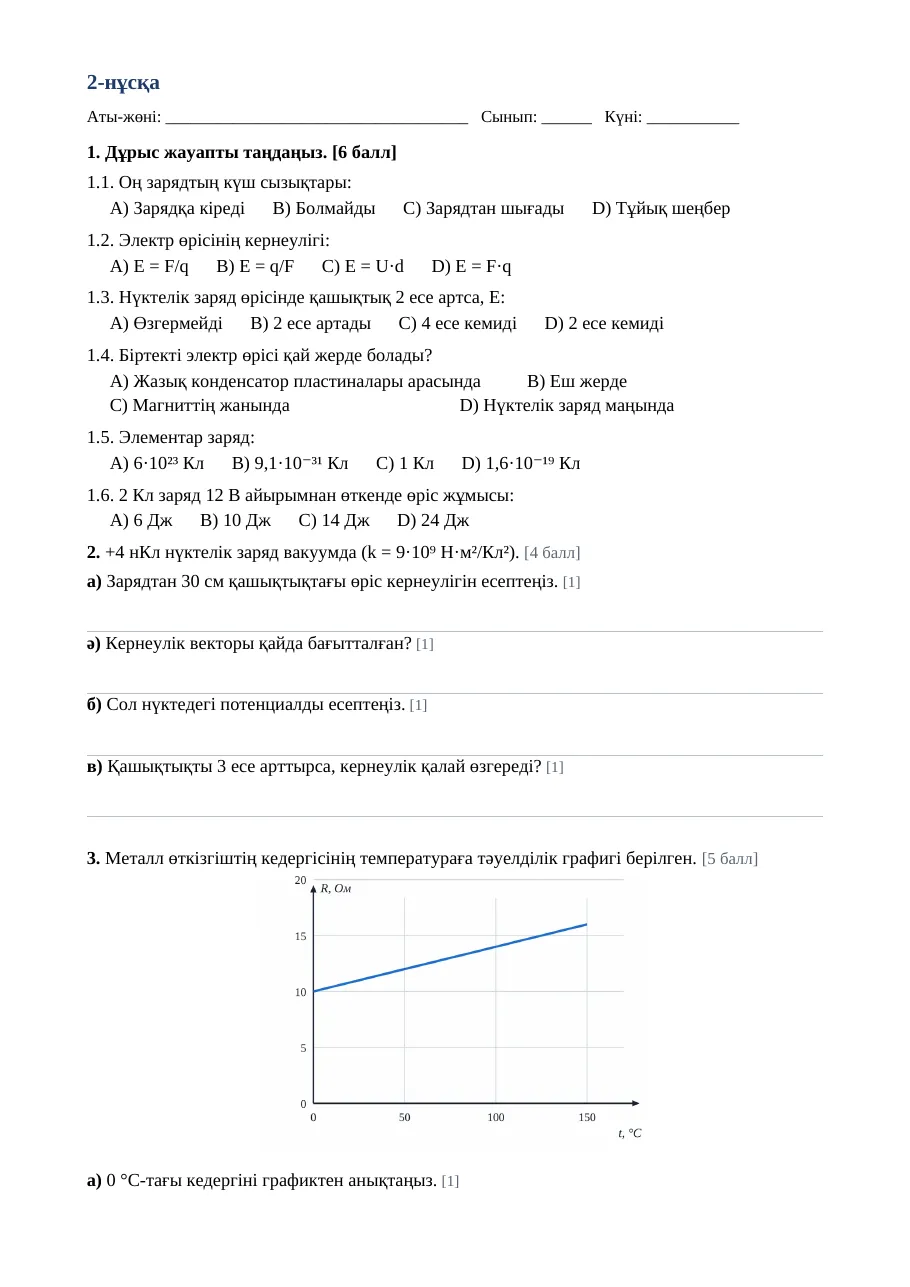 2-нұсқа
Аты-жөні: ____________________________________ Сынып: ______ Күні: ___________
1. Дұрыс жауапты таңдаңыз. [6 балл]
1.1. Оң зарядтың күш сызықтары:
A) Зарядқа кіреді B) Болмайды C) Зарядтан шығады D) Тұйық шеңбер
1.2. Электр өрісінің кернеулігі:
A) E = F/q B) E = q/F C) E = U·d D) E = F·q
1.3. Нүктелік заряд өрісінде қашықтық 2 есе артса, E:
A) Өзгермейді B) 2 есе артады C) 4 есе кемиді D) 2 есе кемиді
1.4. Біртекті электр өрісі қай жерде болады?
A) Жазық конденсатор пластиналары арасында B) Еш жерде
C) Магниттің жанында D) Нүктелік заряд маңында
1.5. Элементар заряд:
A) 6·10²³ Кл B) 9,1·10⁻³¹ Кл C) 1 Кл D) 1,6·10⁻¹⁹ Кл
1.6. 2 Кл заряд 12 В айырымнан өткенде өріс жұмысы:
A) 6 Дж B) 10 Дж C) 14 Дж D) 24 Дж
2. +4 нКл нүктелік заряд вакуумда (k = 9·10⁹ Н·м²/Кл²). [4 балл]
а) Зарядтан 30 см қашықтықтағы өріс кернеулігін есептеңіз. [1]
ә) Кернеулік векторы қайда бағытталған? [1]
б) Сол нүктедегі потенциалды есептеңіз. [1]
в) Қашықтықты 3 есе арттырса, кернеулік қалай өзгереді? [1]
3. Металл өткізгіштің кедергісінің температураға тәуелділік графигі берілген. [5 балл]
20
R, Ом
15
10
5
0
0 50 100 150
t, °C
а) 0 °C-тағы кедергіні графиктен анықтаңыз. [1]